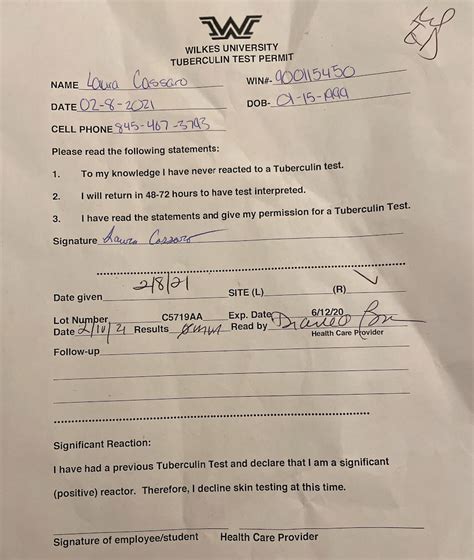 W
WILKES UNIVERSITY
TUBERCULIN TEST PERMIT
NAME Laura Cassaro WIN#- 900115450
DATE 02-8-2021 DOB- 01-15-1999
CELL PHONE 845-467-3793
Please read the following statements:
1. To my knowledge I have never reacted to a Tuberculin test.
2. I will return in 48-72 hours to have test interpreted.
3. I have read the statements and give my permission for a Tuberculin Test.
Signature Laura Cassaro
Date given 2/8/21 SITE (L) (R) ✓
Lot Number C5719AA Exp. Date 6/12/20
Date 2/10/21 Results Read by
Health Care Provider
Follow-up
Significant Reaction:
I have had a previous Tuberculin Test and declare that I am a significant
(positive) reactor. Therefore, I decline skin testing at this time.
Signature of employee/student Health Care Provider